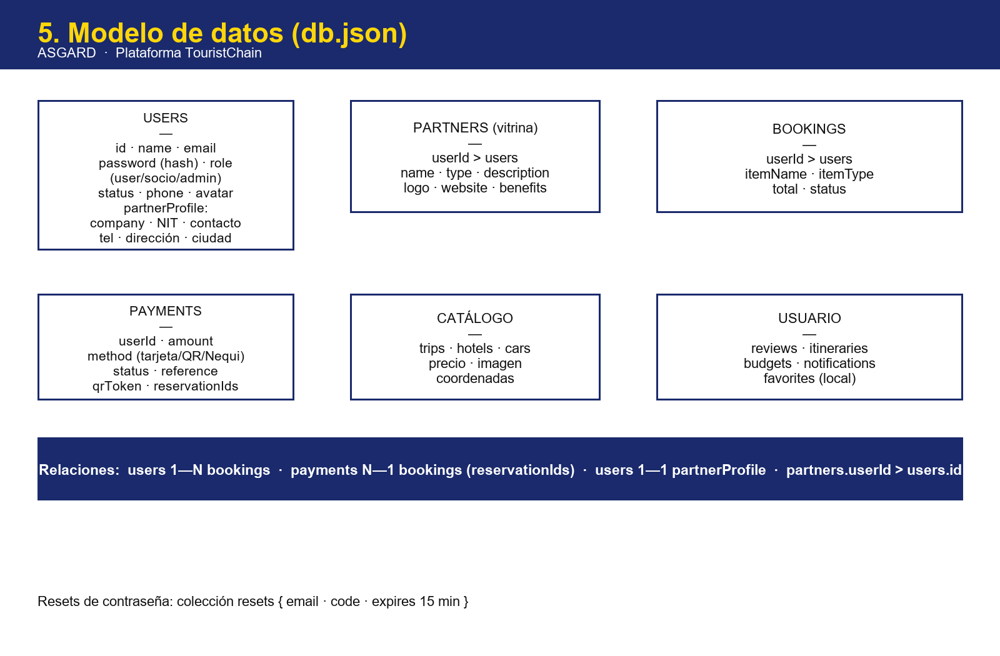 5. Modelo de datos (db.json)
ASGARD · Plataforma TouristChain
USERS
—
id · name · email
password (hash) · role
(user/socio/admin)
status · phone · avatar
partnerProfile:
company · NIT · contacto
tel · dirección · ciudad
PARTNERS (vitrina)
—
userId > users
name · type · description
logo · website · benefits
BOOKINGS
—
userId > users
itemName · itemType
total · status
PAYMENTS
—
userId · amount
method (tarjeta/QR/Nequi)
status · reference
qrToken · reservationIds
CATÁLOGO
—
trips · hotels · cars
precio · imagen
coordenadas
USUARIO
—
reviews · itineraries
budgets · notifications
favorites (local)
Relaciones: users 1—N bookings · payments N—1 bookings (reservationIds) · users 1—1 partnerProfile · partners.userId > users.id
Resets de contraseña: colección resets { email · code · expires 15 min }